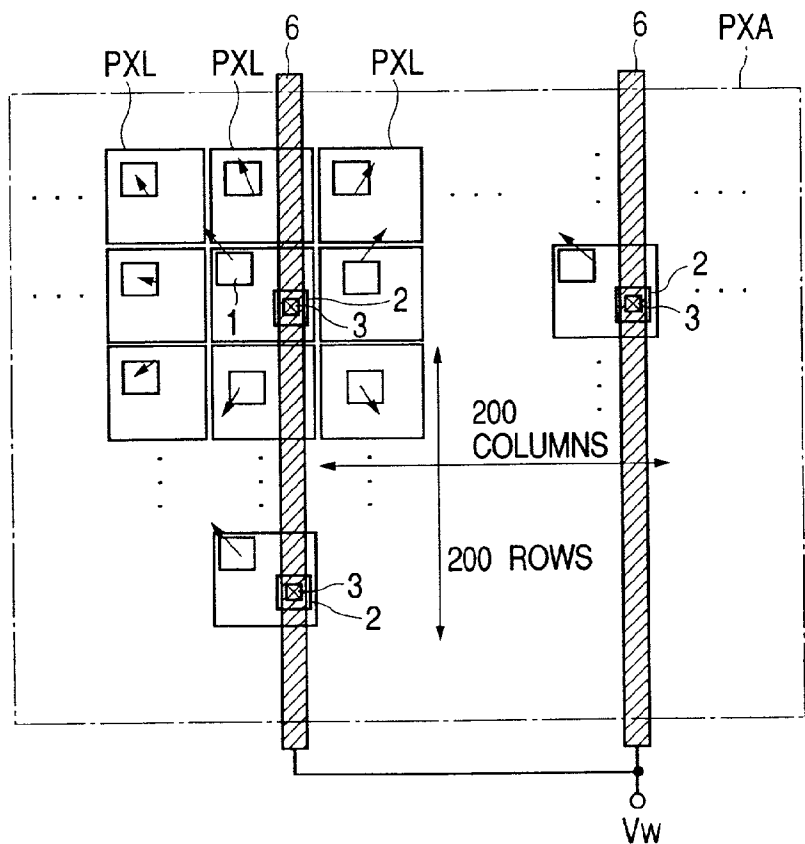 6 6 PXA
PXL PXL PXL
2
2 3
1 3
200
COLUMNS
200 ROWS
3
2
Vw